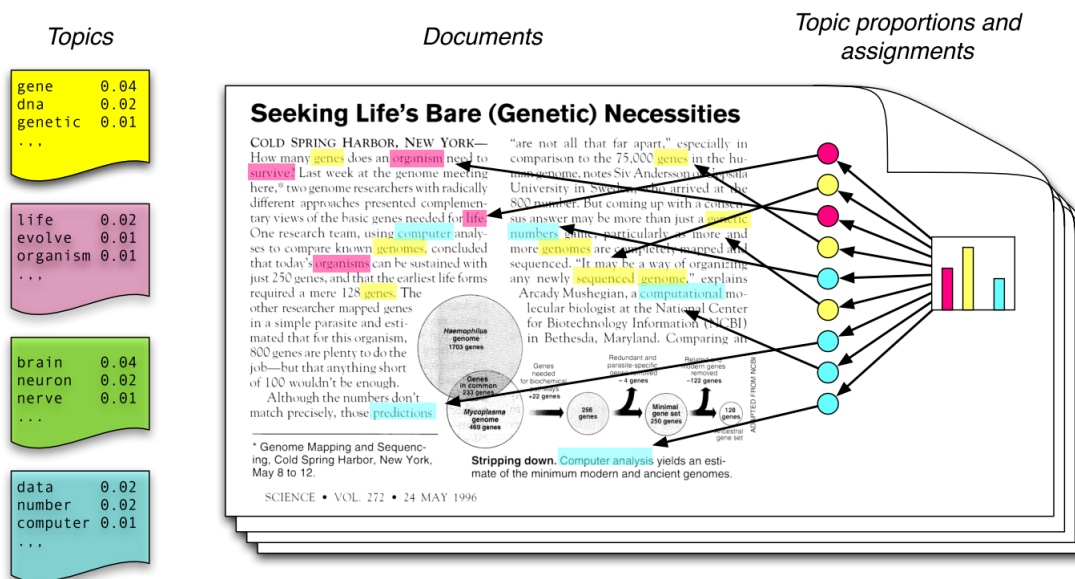 Topics
Documents
Topic proportions and
assignments
gene 0.04
dna 0.02
genetic 0.01
.,,
life 0.02
evolve 0.01
organism 0.01
.,,
brain 0.04
neuron 0.02
nerve 0.01
...
data 0.02
number 0.02
computer 0.01
.,,
Seeking Life's Bare (Genetic) Necessities
COLD SPRING HARBOR, NEW YORK—
How many genes does an organism need to
survive? Last week at the genome meeting
here,* two genome researchers with radically
different approaches presented complemen-
tary views of the basic genes needed for life.
One research team, using computer analy-
ses to compare known genomes, concluded
that today's organisms can be sustained with
just 250 genes, and that the earliest life forms
required a mere 128 genes. The
other researcher mapped genes
in a simple parasite and esti-
mated that for this organism,
800 genes are plenty to do the
job—but that anything short
of 100 wouldn't be enough.
Although the numbers don't
match precisely, those predictions
* Genome Mapping and Sequenc-
ing, Cold Spring Harbor, New York,
May 8 to 12.
"are not all that far apart," especially in
comparison to the 75,000 genes in the hu-
man genome, notes Siv Andersson of Uppsala
University in Sweden, who arrived at the
800 number. But coming up with a consen-
sus answer may be more than just a genetic
numbers game, particularly as more and
more genomes are completely mapped and
sequenced. "It may be a way of organizing
any newly sequenced genome," explains
Arcady Mushegian, a computational mo-
lecular biologist at the National Center
for Biotechnology Information (NCBI)
in Bethesda, Maryland. Comparing an
Haemophilus
genome
1703 genes
Genes
in common
233 genes
Mycoplasma
genome
469 genes
Genes
needed
for biochemical
pathways
+22 genes
256
genes
Redundant and
parasite-specific
genes removed
– 4 genes
Minimal
gene set
250 genes
Related and
modern genes
removed
–122 genes
128
genes
Ancestral
gene set
ADAPTED FROM NCBI
Stripping down. Computer analysis yields an esti-
mate of the minimum modern and ancient genomes.
SCIENCE • VOL. 272 • 24 MAY 1996